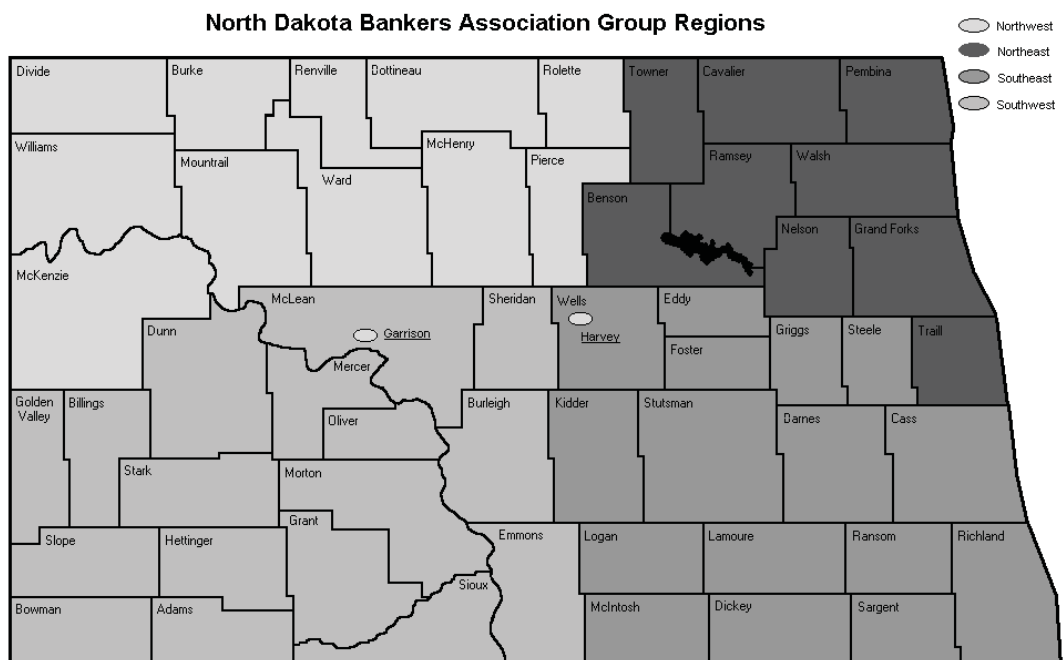 North Dakota Bankers Association Group Regions
Northwest
Northeast
Southeast
Southwest
Divide
Burke
Renville
Bottineau
Rolette
Towner
Cavalier
Pembina
Williams
Mountrail
Ward
McHenry
Pierce
Ramsey
Walsh
Benson
Nelson
Grand Forks
McKenzie
McLean
Sheridan
Wells
Eddy
Dunn
Garrison
Harvey
Griggs
Steele
Traill
Mercer
Foster
Golden
Valley
Billings
Oliver
Burleigh
Kidder
Stutsman
Barnes
Cass
Stark
Morton
Grant
Slope
Hettinger
Emmons
Logan
Lamoure
Ransom
Richland
Sioux
Bowman
Adams
McIntosh
Dickey
Sargent